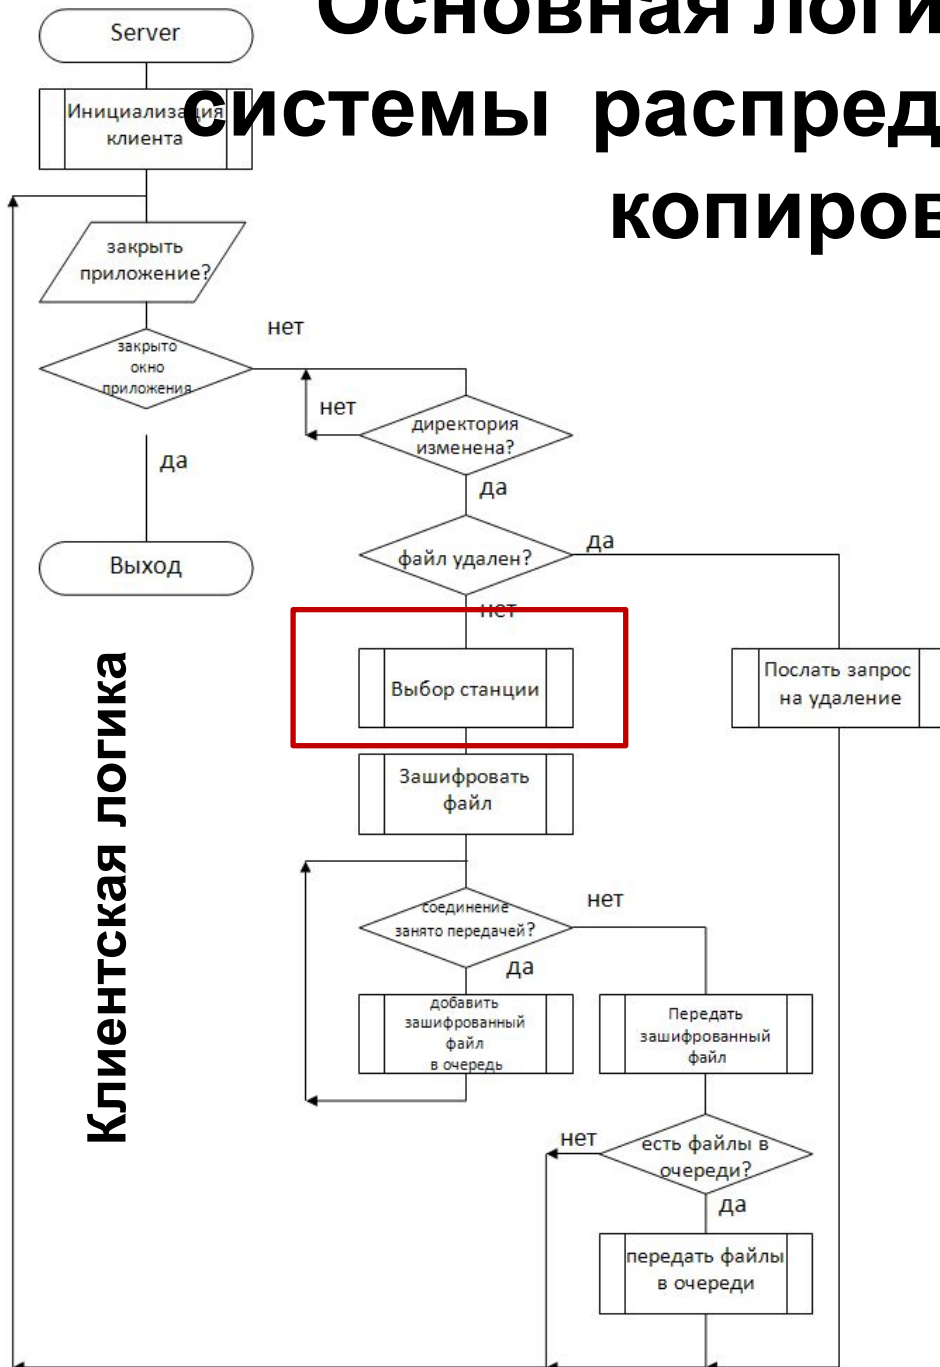 Основная логи
системы распред
копиров
Server
Инициализация
клиента
закрыть
приложение?
закрыто
окно
приложения
нет
да
Выход
нет
директория
изменена?
да
файл удален?
да
нет
Выбор станции
Послать запрос
на удаление
Зашифровать
файл
соединение
занято передачей?
нет
да
добавить
зашифрованный
файл
в очередь
Передать
зашифрованный
файл
есть файлы в
очереди?
нет
да
передать файлы
в очереди
Клиентская логика